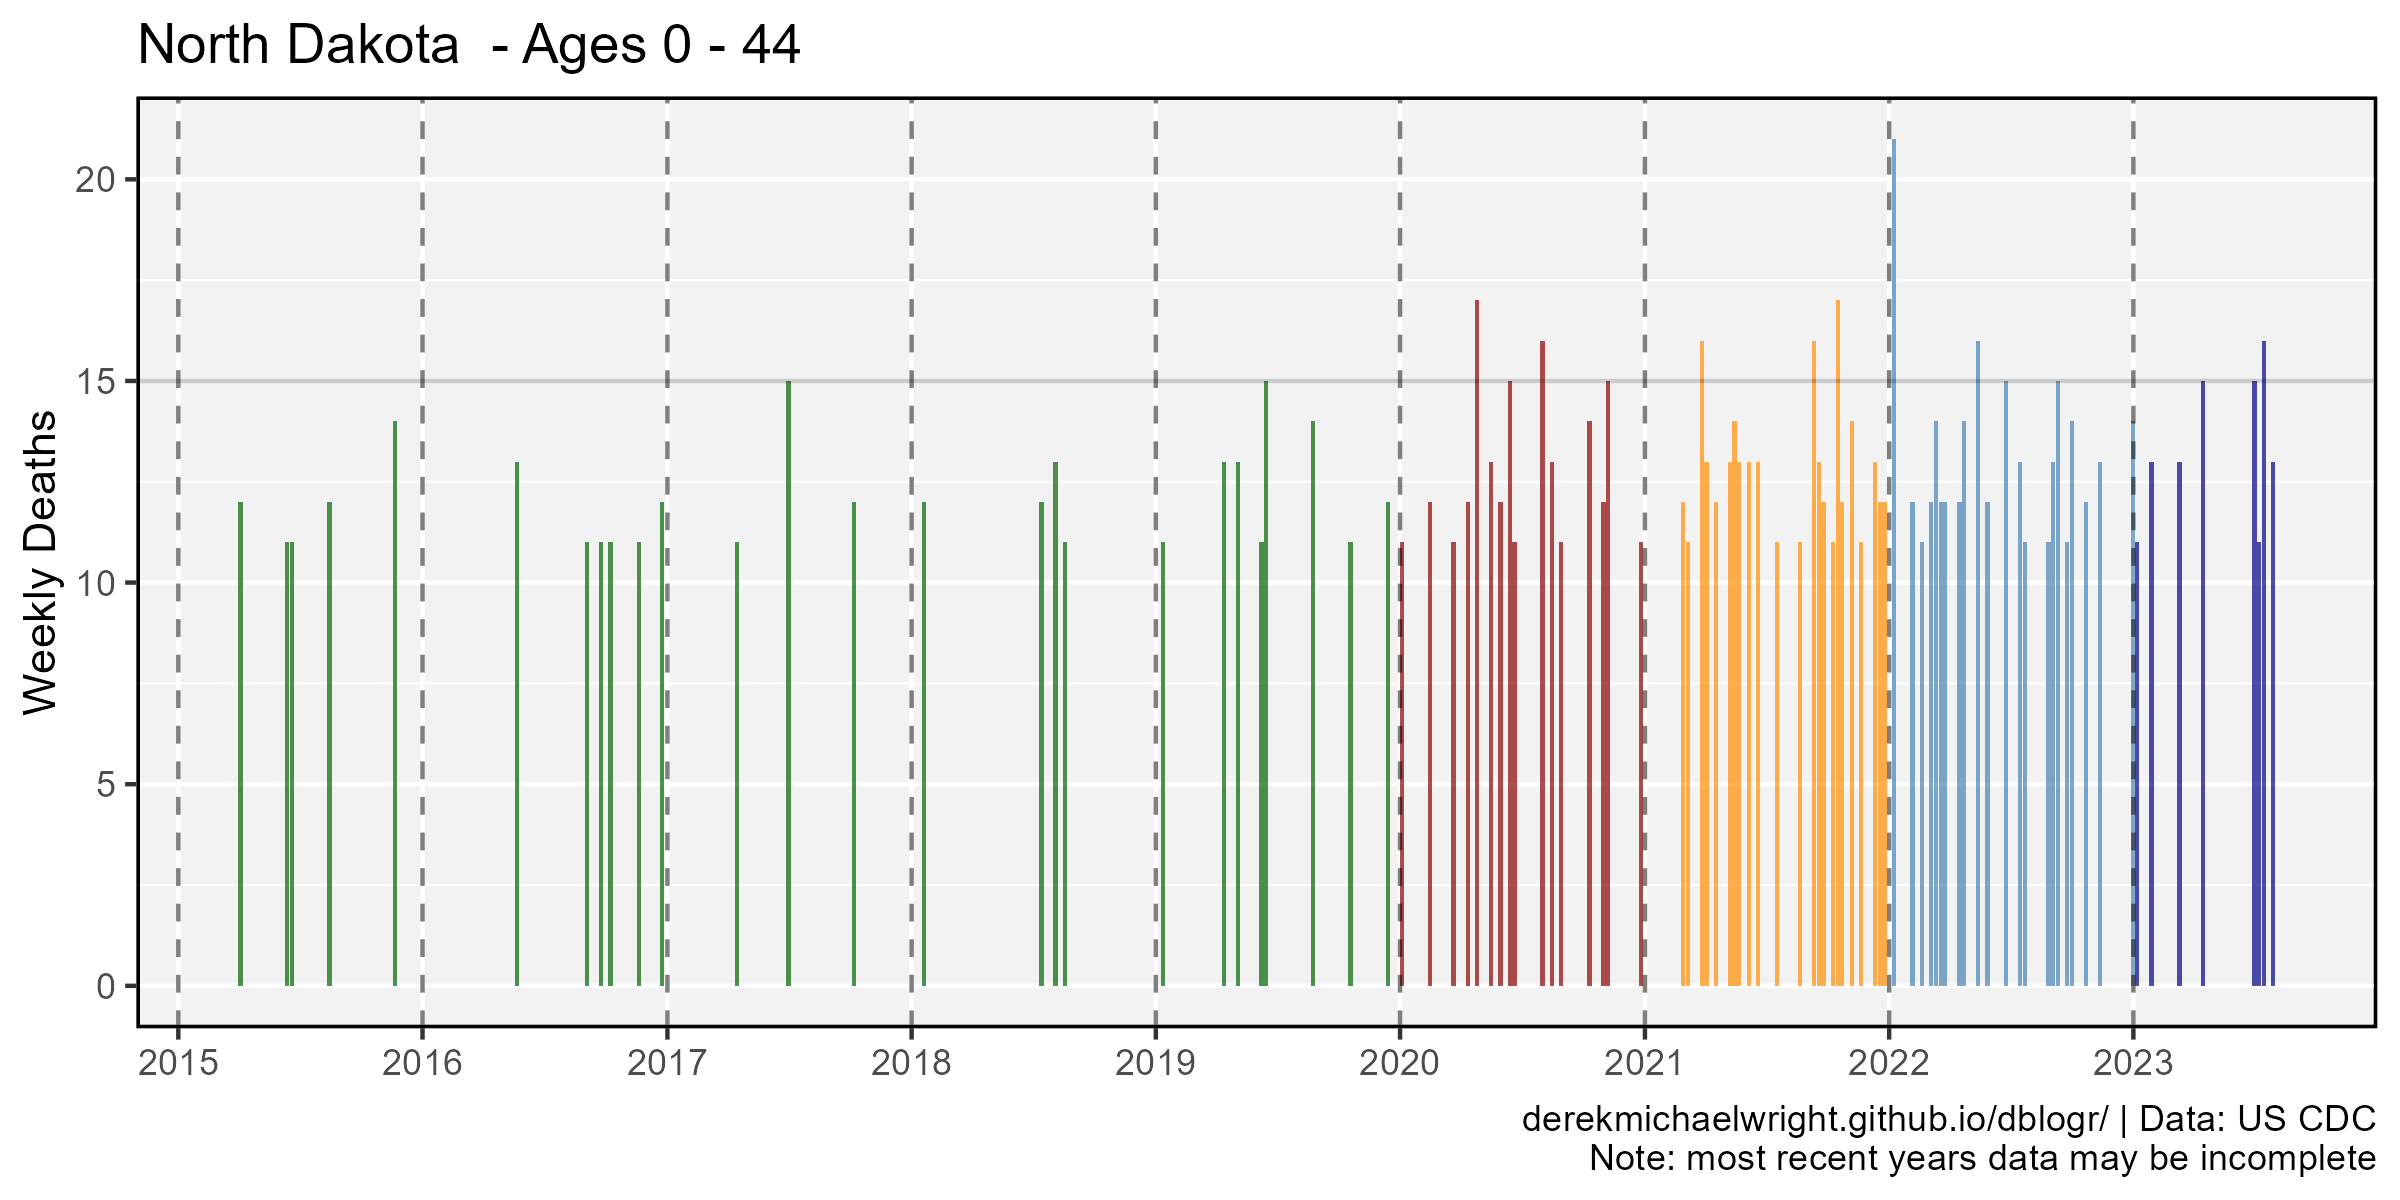 North Dakota  - Ages 0 - 44
Weekly Deaths
20
15
10
5
0
2015 2016 2017 2018 2019 2020 2021 2022 2023
derekmichaelwright.github.io/dblogr/ | Data: US CDC
Note: most recent years data may be incomplete